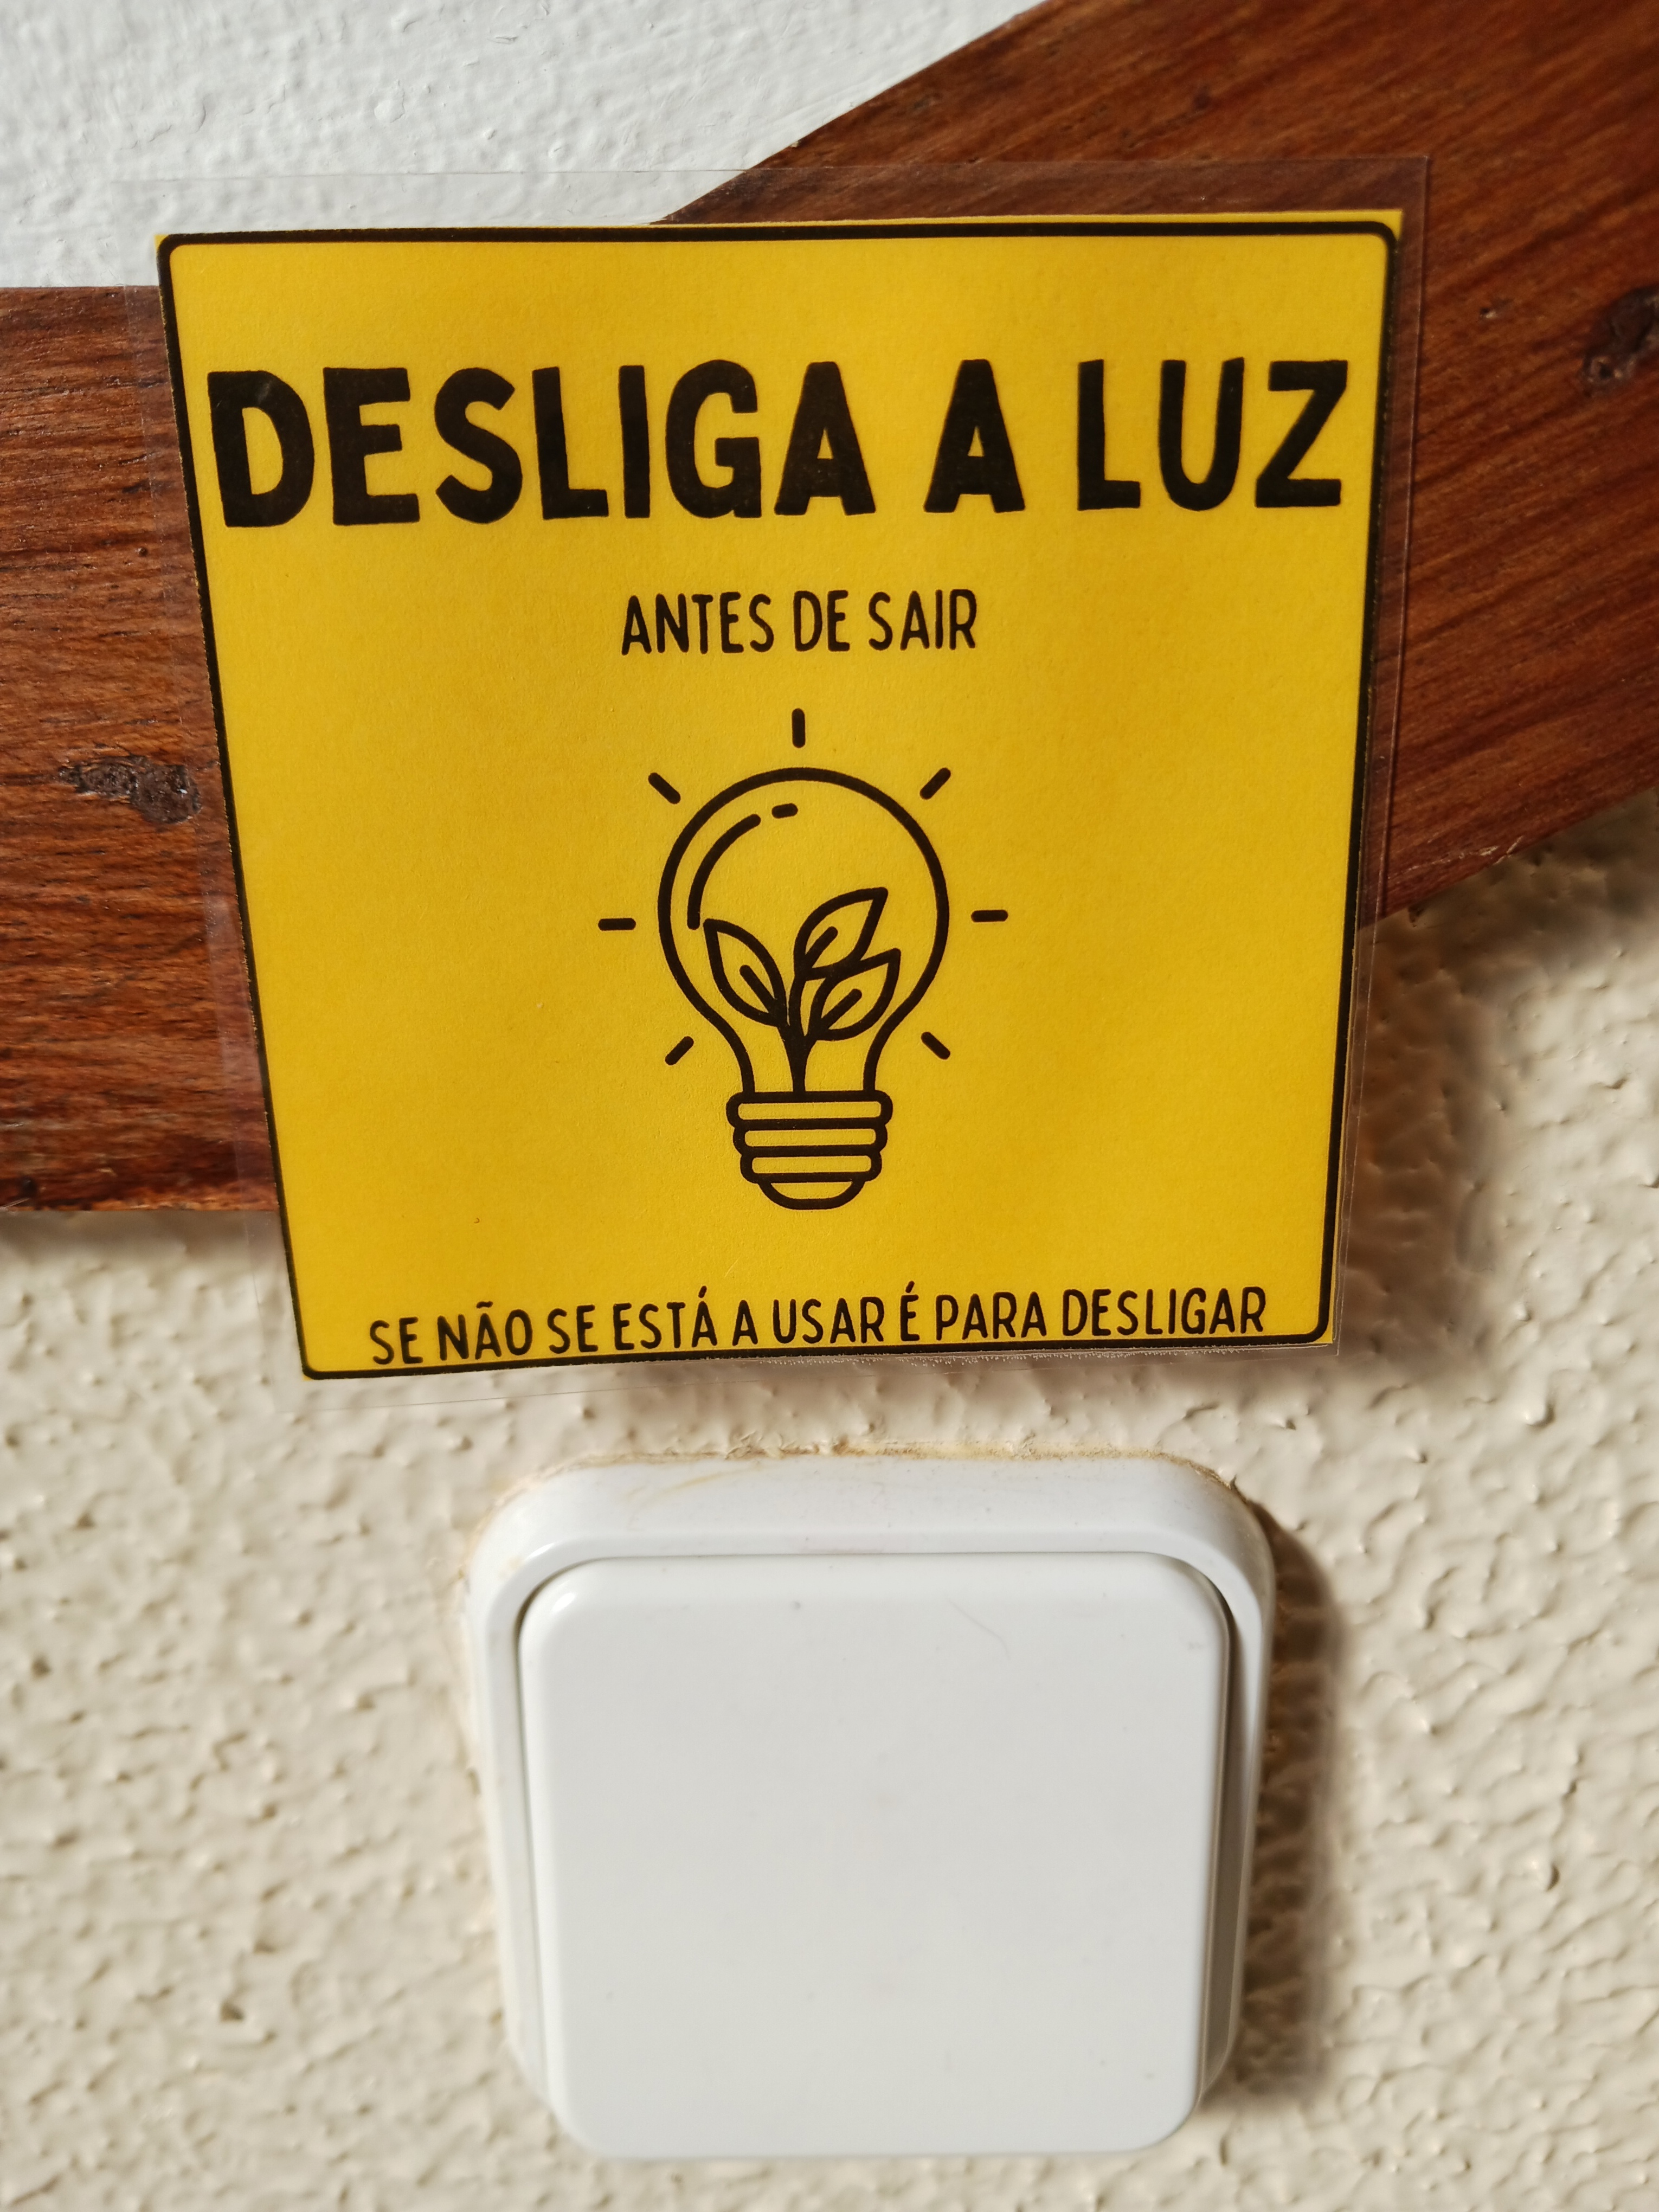 DESLIGA A LUZ
ANTES DE SAIR
SE NÃO SE ESTÁ A USAR É PARA DESLIGAR